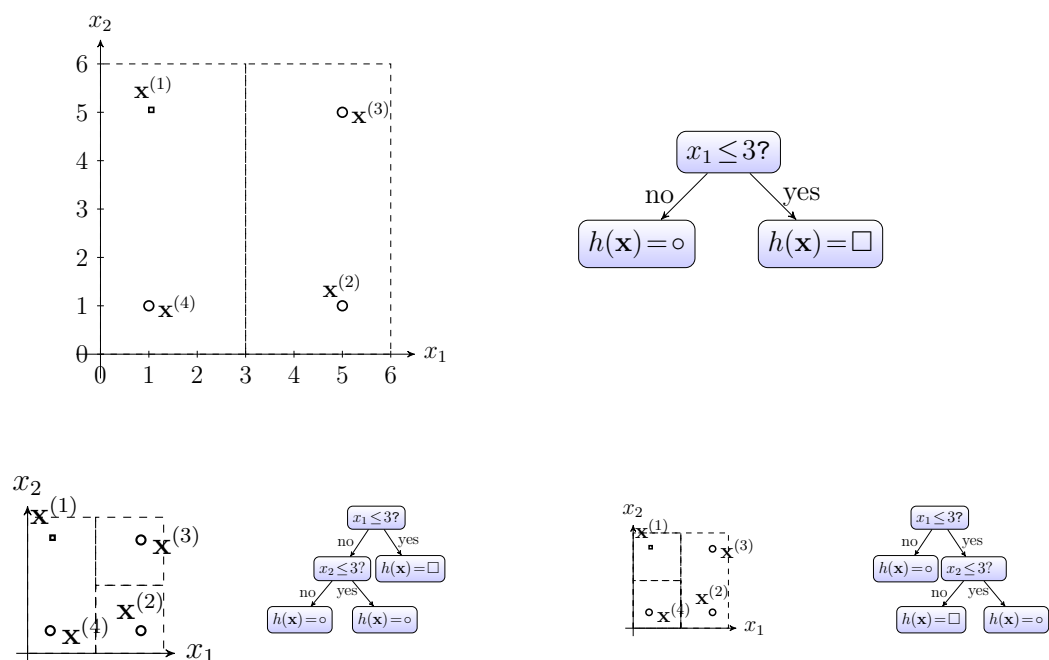 x₂
6
x⁽¹⁾
5
x⁽³⁾
4
3
2
x⁽²⁾
1
x⁽⁴⁾
0
x₁
0 1 2 3 4 5 6
x₁≤3?
no yes
h(x)=○ h(x)=□
x₂
x⁽¹⁾
x⁽³⁾
x⁽²⁾
x⁽⁴⁾
x₁
x₁≤3?
no yes
x₂≤3? h(x)=□
no yes
h(x)=○ h(x)=○
x₂
x⁽¹⁾
x⁽³⁾
x⁽²⁾
x⁽⁴⁾
x₁
x₁≤3?
no yes
h(x)=○ x₂≤3?
no yes
h(x)=□ h(x)=○